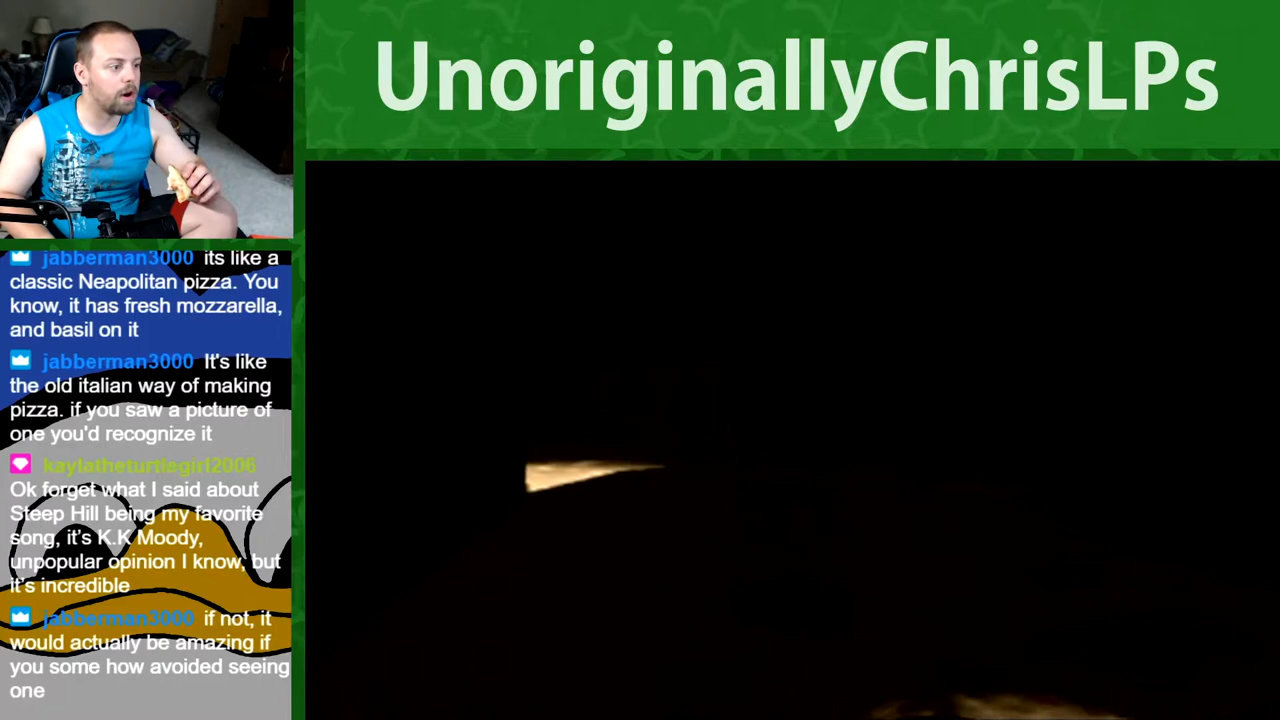 UnoriginallyChrisLPs
jabberman3000 its like a
classic Neapolitan pizza. You
know, it has fresh mozzarella,
and basil on it
jabberman3000 It's like
the old italian way of making
pizza. if you saw a picture of
one you'd recognize it
kaylatheturtlegirl2006
Ok forget what I said about
Steep Hill being my favorite
song, it's K.K Moody,
unpopular opinion I know, but
it's incredible
jabberman3000 if not, it
would actually be amazing if
you some how avoided seeing
one